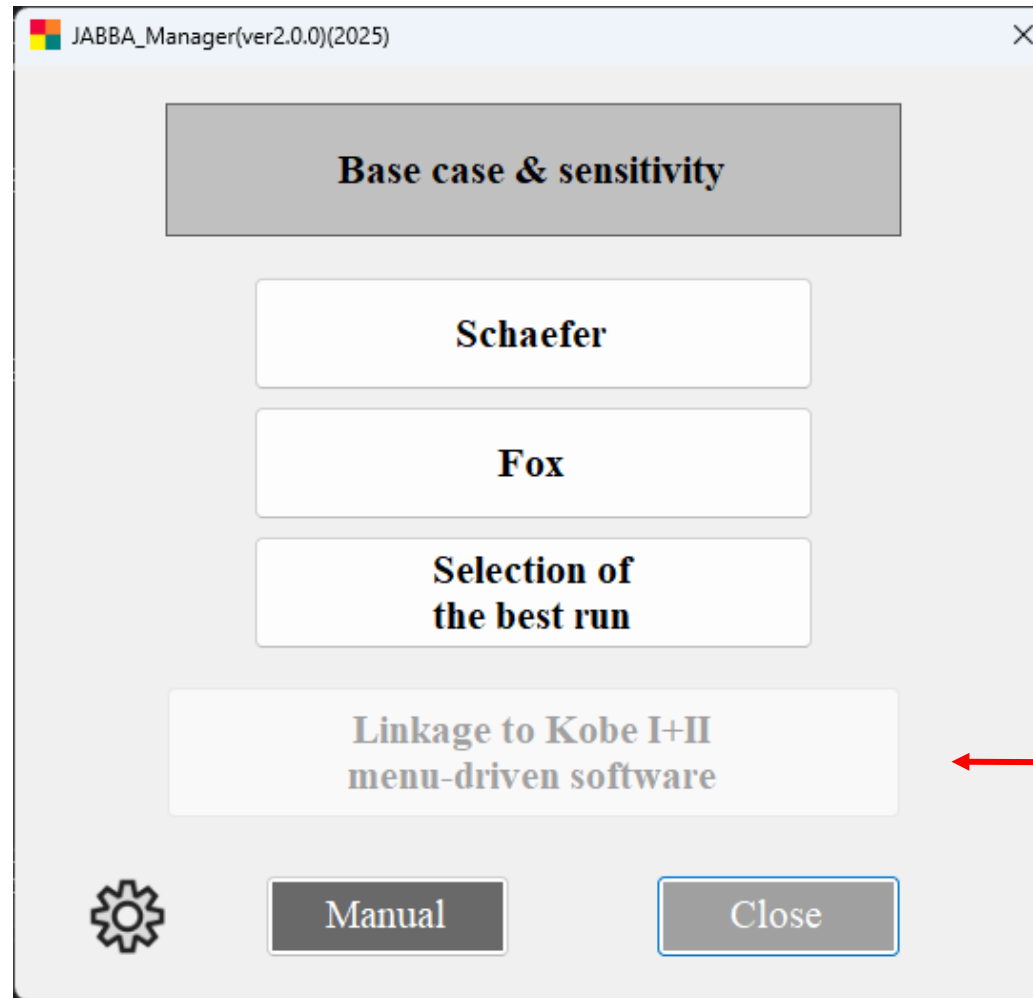 JABBA_Manager(ver2.0.0)(2025)
Base case & sensitivity
Schaefer
Fox
Selection of
the best run
Linkage to Kobe I+II
menu-driven software
Manual
Close